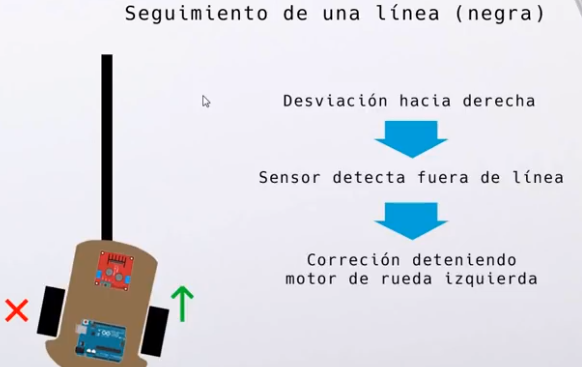 Seguimiento de una línea (negra)
Desviación hacia derecha
Sensor detecta fuera de línea
Correción deteniendo
motor de rueda izquierda